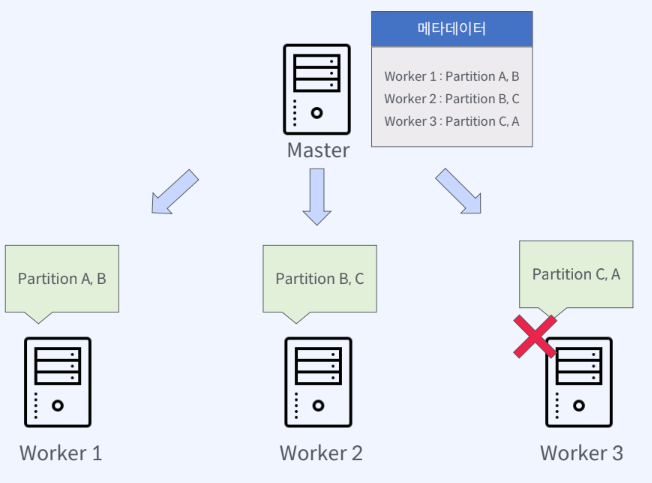 메타데이터
Worker 1 : Partition A, B
Worker 2 : Partition B, C
Worker 3 : Partition C, A
Master
Partition A, B
Partition B, C
Partition C, A
Worker 1
Worker 2
Worker 3